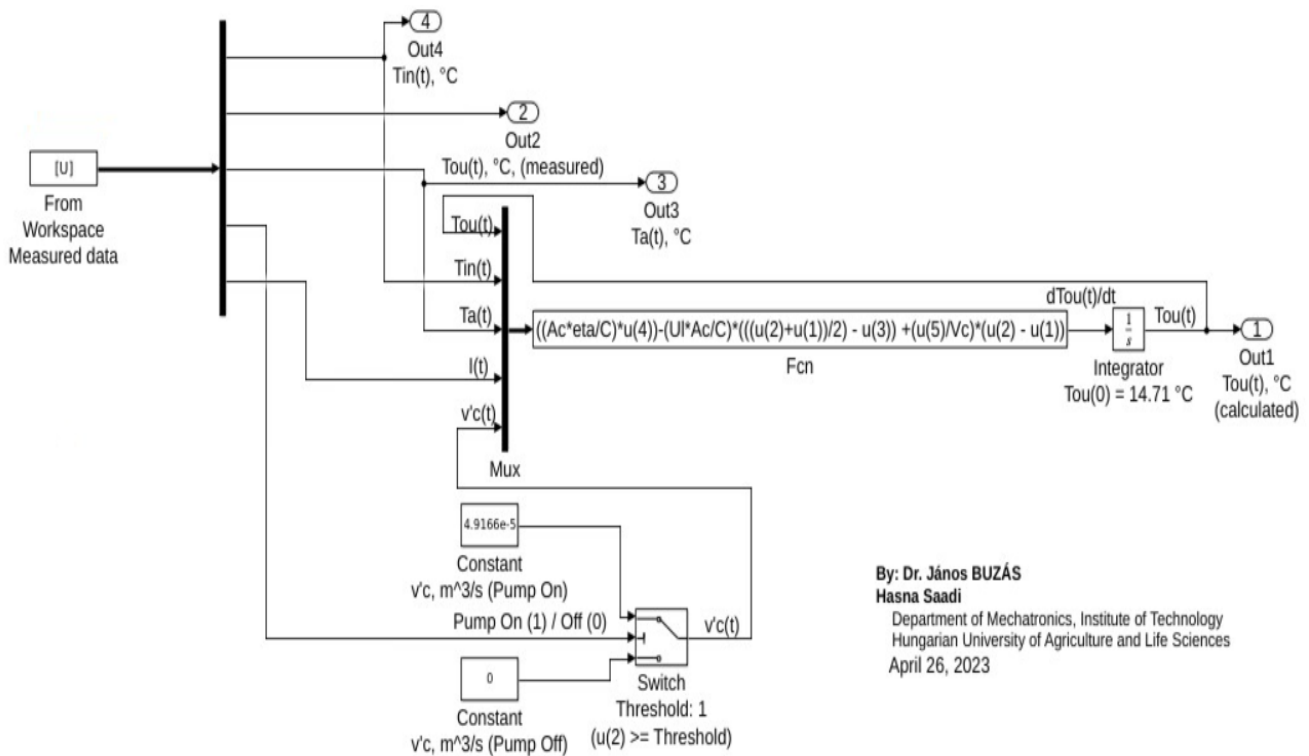 4
Out4
Tin(t), °C
2
Out2
Tou(t), °C, (measured)
3
Out3
Ta(t), °C
[U]
From
Workspace
Measured data
Tou(t)
Tin(t)
Ta(t)
I(t)
v'c(t)
Mux
((Ac*eta/C)*u(4))-(Ul*Ac/C)*(((u(2)+u(1))/2) - u(3)) +(u(5)/Vc)*(u(2) - u(1))
Fcn
dTou(t)/dt
1
s
Integrator
Tou(0) = 14.71 °C
Tou(t)
1
Out1
Tou(t), °C
(calculated)
4.9166e-5
Constant
v'c, m^3/s (Pump On)
Pump On (1) / Off (0)
0
Constant
v'c, m^3/s (Pump Off)
v'c(t)
Switch
Threshold: 1
(u(2) >= Threshold)
By: Dr. János BUZÁS
Hasna Saadi
Department of Mechatronics, Institute of Technology
Hungarian University of Agriculture and Life Sciences
April 26, 2023